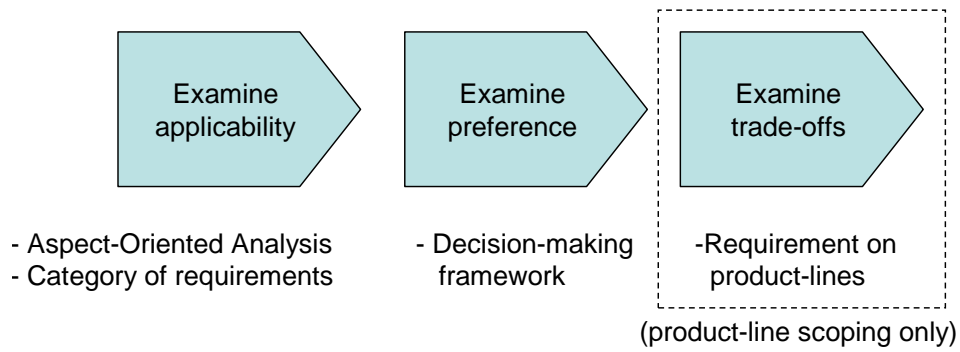 Examine
applicability
Examine
preference
Examine
trade-offs
- Aspect-Oriented Analysis
- Category of requirements
- Decision-making
framework
-Requirement on
product-lines
(product-line scoping only)